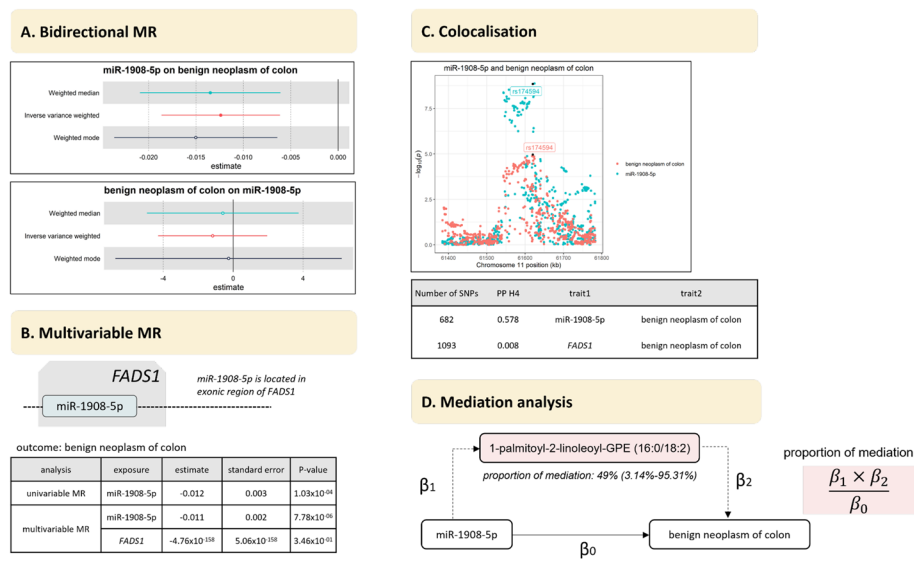 A. Bidirectional MR
miR-1908-5p on benign neoplasm of colon
Weighted median
Inverse variance weighted
Weighted mode
-0.020 -0.015 -0.010 -0.005 0.000
estimate
benign neoplasm of colon on miR-1908-5p
Weighted median
Inverse variance weighted
Weighted mode
-4 0 4
estimate
B. Multivariable MR
FADS1
miR-1908-5p
miR-1908-5p is located in
exonic region of FADS1
outcome: benign neoplasm of colon
analysis exposure estimate standard error P-value
univariable MR miR-1908-5p -0.012 0.003 1.03x10-04
multivariable MR miR-1908-5p -0.011 0.002 7.78x10-06
FADS1 -4.76x10-158 5.06x10-158 3.46x10-01
C. Colocalisation
miR-1908-5p and benign neoplasm of colon
rs174594
rs174594
−log10(p)
7.5
5.0
2.5
0.0
61400 61500 61600 61700 61800
Chromosome 11 position (kb)
benign neoplasm of colon
miR-1908-5p
Number of SNPs PP H4 trait1 trait2
682 0.578 miR-1908-5p benign neoplasm of colon
1093 0.008 FADS1 benign neoplasm of colon
D. Mediation analysis
1-palmitoyl-2-linoleoyl-GPE (16:0/18:2)
proportion of mediation: 49% (3.14%-95.31%)
β1
β2
miR-1908-5p
β0
benign neoplasm of colon
proportion of mediation
β1 × β2
β0